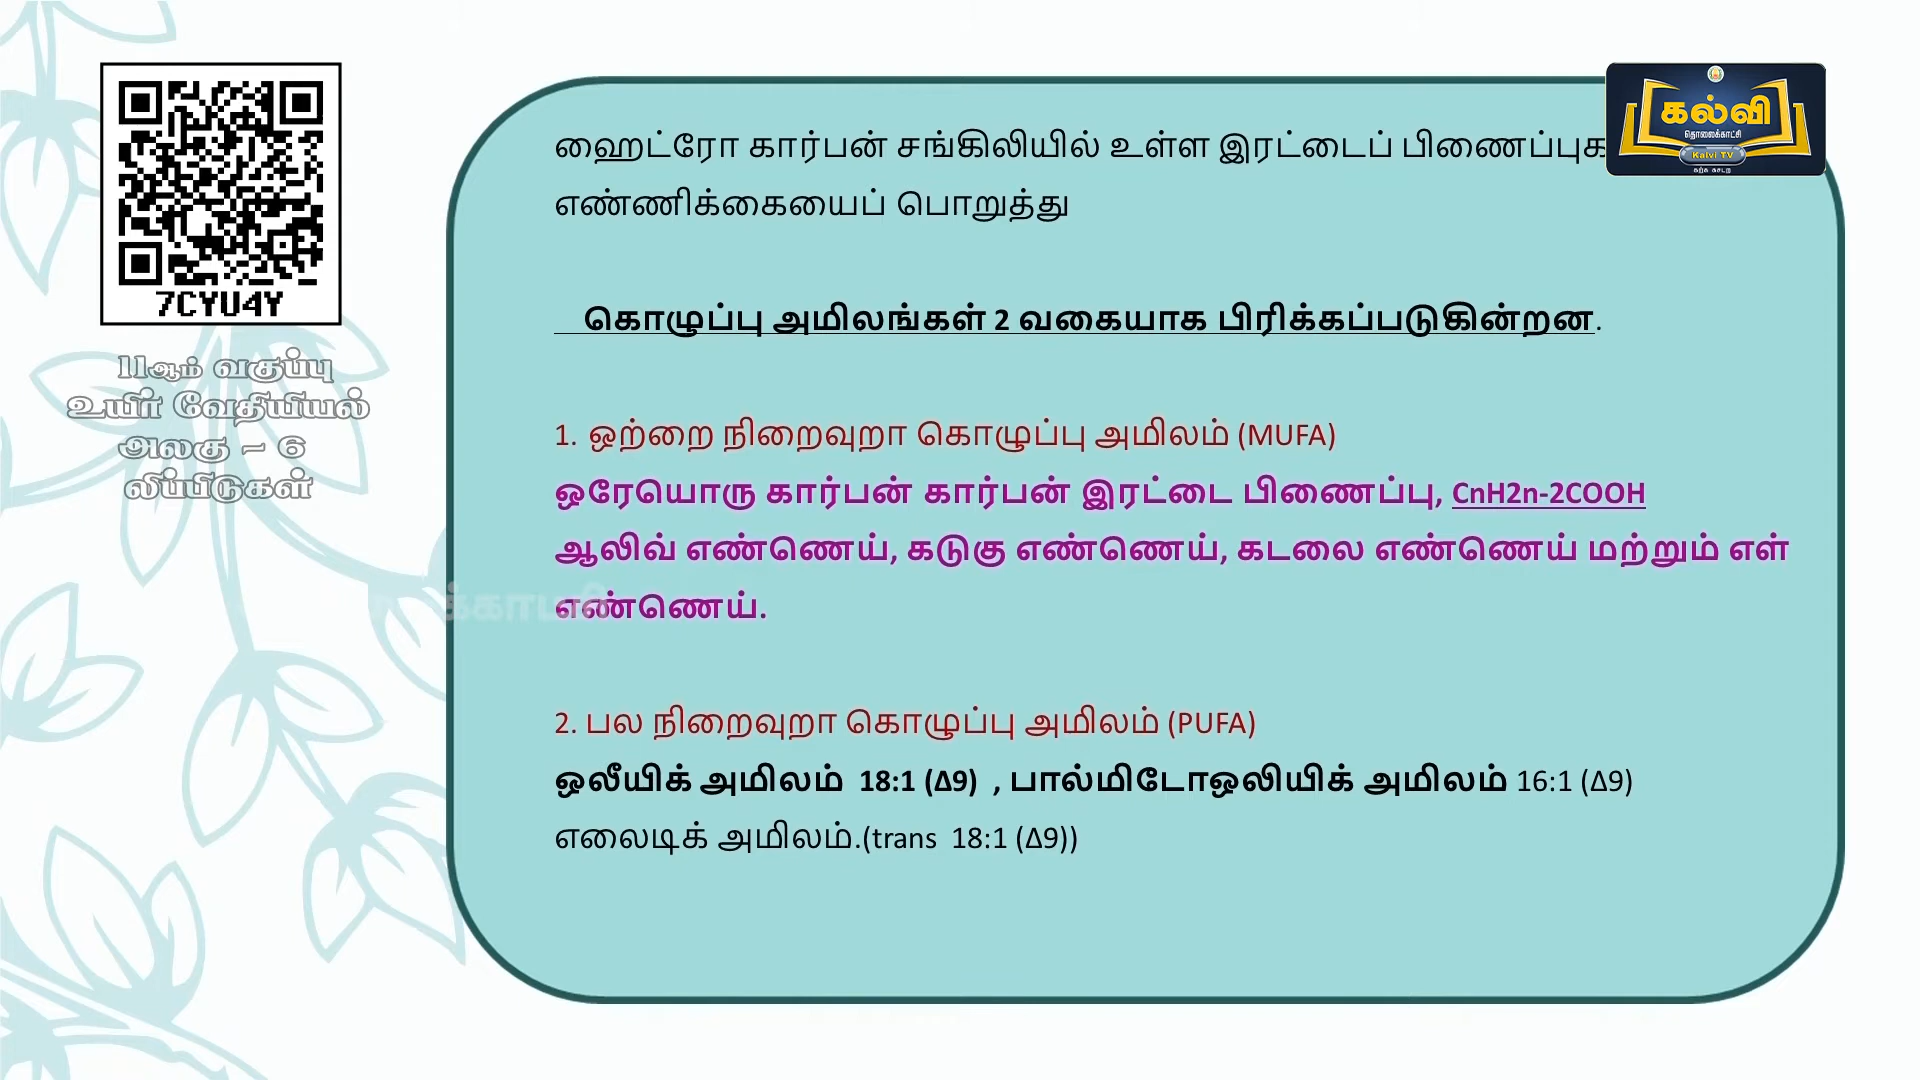 7CYU4Y
11ஆம் வகுப்பு
உயிர் வேதியியல்
அலகு – 6
லிப்பிடுகள்
கல்வி
தொலைக்காட்சி
Kalvi TV
கற்க கசடற
ஹைட்ரோ கார்பன் சங்கிலியில் உள்ள இரட்டைப்
எண்ணிக்கையைப் பொறுத்து
கொழுப்பு அமிலங்கள் 2 வகையாக பிரிக்கப்படுகின்றன.
1. ஒற்றை நிறைவுறா கொழுப்பு அமிலம் (MUFA)
ஒரேயொரு கார்பன் கார்பன் இரட்டை பிணைப்பு, CnH2n-2COOH
ஆலிவ் எண்ணெய், கடுகு எண்ணெய், கடலை எண்ணெய் மற்றும் எள்
எண்ணெய்.
2. பல நிறைவுறா கொழுப்பு அமிலம் (PUFA)
ஒலீயிக் அமிலம் 18:1 (Δ9) , பால்மிடோஒலியிக் அமிலம் 16:1 (Δ9)
எலைடிக் அமிலம்.(trans 18:1 (Δ9))